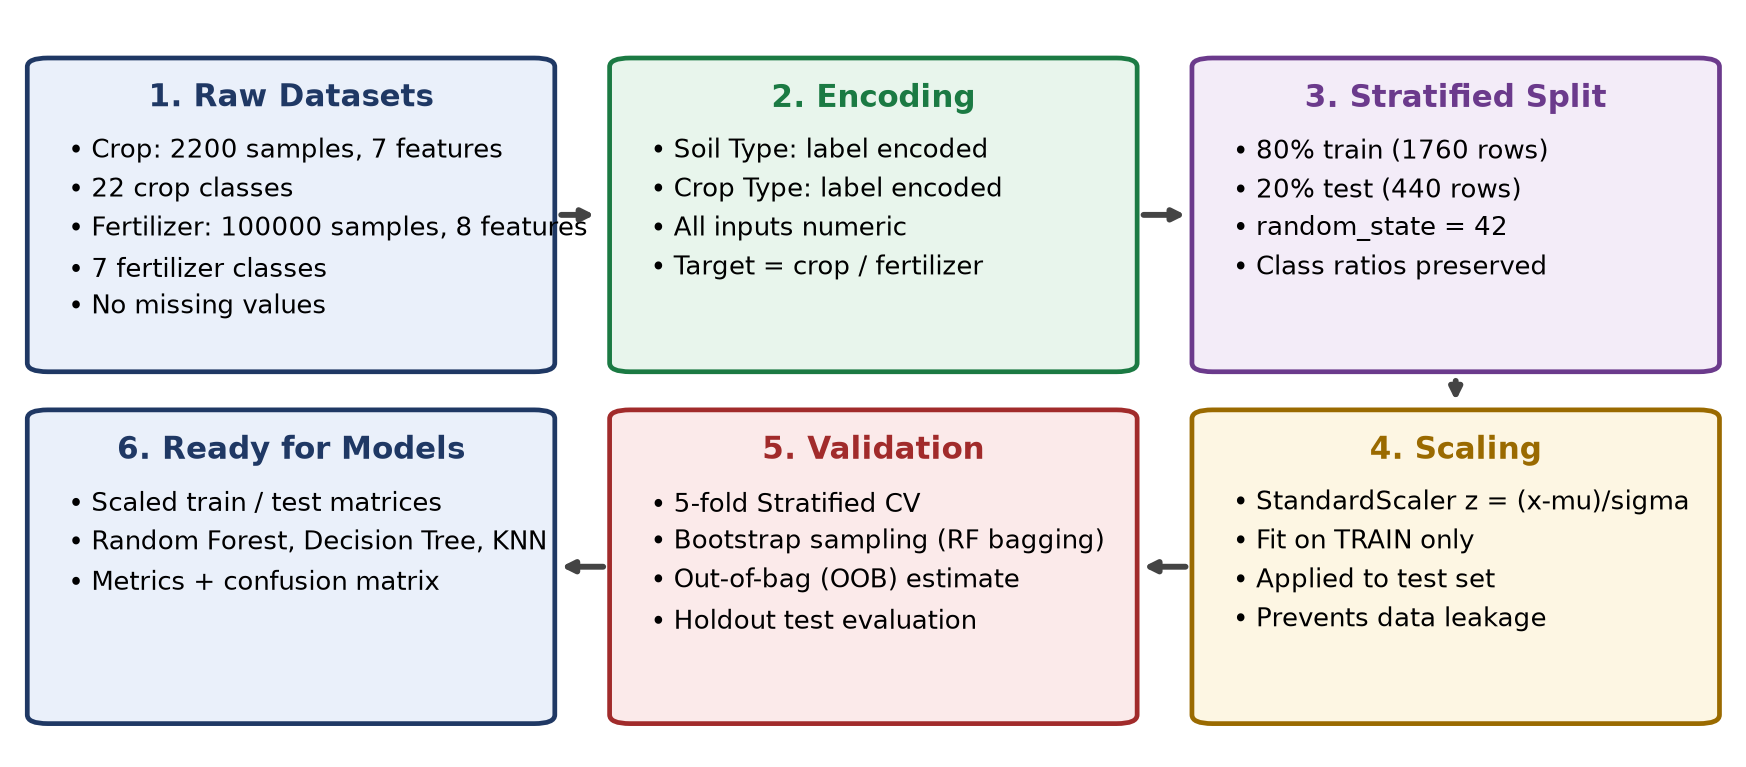 1. Raw Datasets
• Crop: 2200 samples, 7 features
• 22 crop classes
• Fertilizer: 100000 samples, 8 features
• 7 fertilizer classes
• No missing values
2. Encoding
• Soil Type: label encoded
• Crop Type: label encoded
• All inputs numeric
• Target = crop / fertilizer
3. Stratified Split
• 80% train (1760 rows)
• 20% test (440 rows)
• random_state = 42
• Class ratios preserved
4. Scaling
• StandardScaler z = (x-mu)/sigma
• Fit on TRAIN only
• Applied to test set
• Prevents data leakage
5. Validation
• 5-fold Stratified CV
• Bootstrap sampling (RF bagging)
• Out-of-bag (OOB) estimate
• Holdout test evaluation
6. Ready for Models
• Scaled train / test matrices
• Random Forest, Decision Tree, KNN
• Metrics + confusion matrix